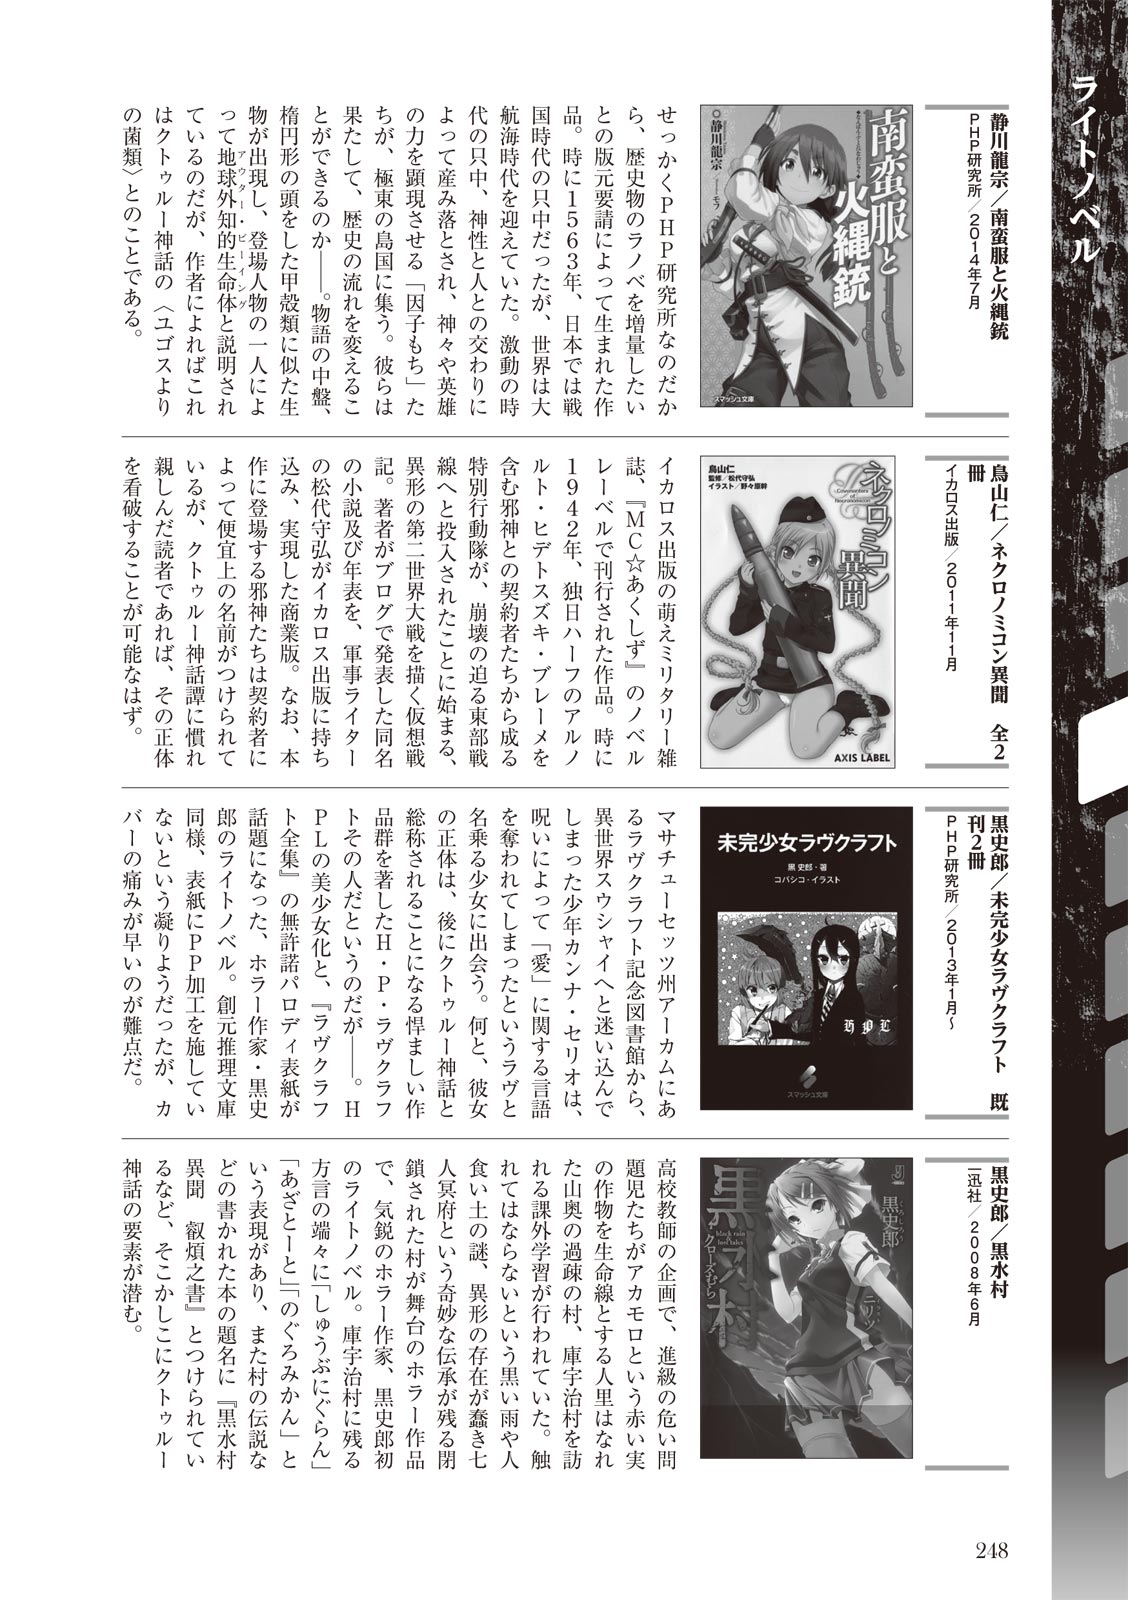 ライトノベル
静川龍宗／南蛮服と火縄銃
ＰＨＰ研究所／２０１４年７月
南蛮服と
火縄銃
静川龍宗
スマッシュ文庫
せっかくＰＨＰ研究所なのだか
ら、歴史物のラノベを増量したい
との版元要請によって生まれた作
品。時に１５６３年、日本では戦
国時代の只中だったが、世界は大
航海時代を迎えていた。激動の時
代の只中、神性と人との交わりに
よって産み落とされ、神々や英雄
の力を顕現させる「因子もち」た
ちが、極東の島国に集う。彼らは
果たして、歴史の流れを変えるこ
とができるのか――。物語の中盤、
楕円形の頭をした甲殻類に似た生
物が出現し、登場人物の一人によ
って地球外知的生命体と説明され
アウター・ビーイング
ているのだが、作者によればこれ
はクトゥルー神話の〈ユゴスより
の菌類〉とのことである。
鳥山仁／ネクロノミコン異聞　全２
冊
イカロス出版／２０１１年１１月
鳥山仁
監修／松代守弘
イラスト／野々原幹
ネクロノミコン
異聞
AXIS LABEL
イカロス出版の萌えミリタリー雑
誌、『ＭＣ☆あくしず』のノベル
レーベルで刊行された作品。時に
１９４２年、独日ハーフのアルノ
ルト・ヒデトスズキ・ブレーメを
含む邪神との契約者たちから成る
特別行動隊が、崩壊の迫る東部戦
線へと投入されたことに始まる、
異形の第二世界大戦を描く仮想戦
記。著者がブログで発表した同名
の小説及び年表を、軍事ライター
の松代守弘がイカロス出版に持ち
込み、実現した商業版。なお、本
作に登場する邪神たちは契約者に
よって便宜上の名前がつけられて
いるが、クトゥルー神話譚に慣れ
親しんだ読者であれば、その正体
を看破することが可能なはず。
黒史郎／未完少女ラヴクラフト　既
刊２冊
ＰＨＰ研究所／２０１３年１月～
未完少女ラヴクラフト
黒 史郎・著
コバシコ・イラスト
HPL
スマッシュ文庫
マサチューセッツ州アーカムにあ
るラヴクラフト記念図書館から、
異世界スウシャイへと迷い込んで
しまった少年カンナ・セリオは、
呪いによって「愛」に関する言語
を奪われてしまったというラヴと
名乗る少女に出会う。何と、彼女
の正体は、後にクトゥルー神話と
総称されることになる悍ましい作
品群を著したＨ・Ｐ・ラヴクラフ
トその人だというのだが――。Ｈ
ＰＬの美少女化と、『ラヴクラフ
ト全集』の無許諾パロディ表紙が
話題になった、ホラー作家・黒史
郎のライトノベル。創元推理文庫
同様、表紙にＰＰ加工を施してい
ないという凝りようだったが、カ
バーの痛みが早いのが難点だ。
黒史郎／黒水村
一迅社／２００８年６月
黒史郎
黒水村
black rain
lost tales
クローズむら
高校教師の企画で、進級の危い問
題児たちがアカモロという赤い実
の作物を生命線とする人里はなれ
た山奥の過疎の村、庫宇治村を訪
れる課外学習が行われていた。触
れてはならないという黒い雨や人
食い土の謎、異形の存在が蠢き七
人冥府という奇妙な伝承が残る閉
鎖された村が舞台のホラー作品
で、気鋭のホラー作家、黒史郎初
のライトノベル。庫宇治村に残る
方言の端々に「しゅうぶにぐらん」
「あざとーと」「のぐろみかん」と
いう表現があり、また村の伝説な
どの書かれた本の題名に『黒水村
異聞　叡煩之書』とつけられてい
るなど、そこかしこにクトゥルー
神話の要素が潜む。
248